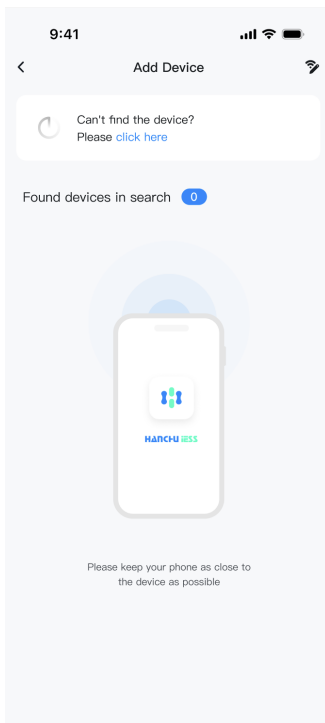 9:41
Add Device
Can't find the device?
Please click here
Found devices in search 0
HANCHU ESS
Please keep your phone as close to
the device as possible